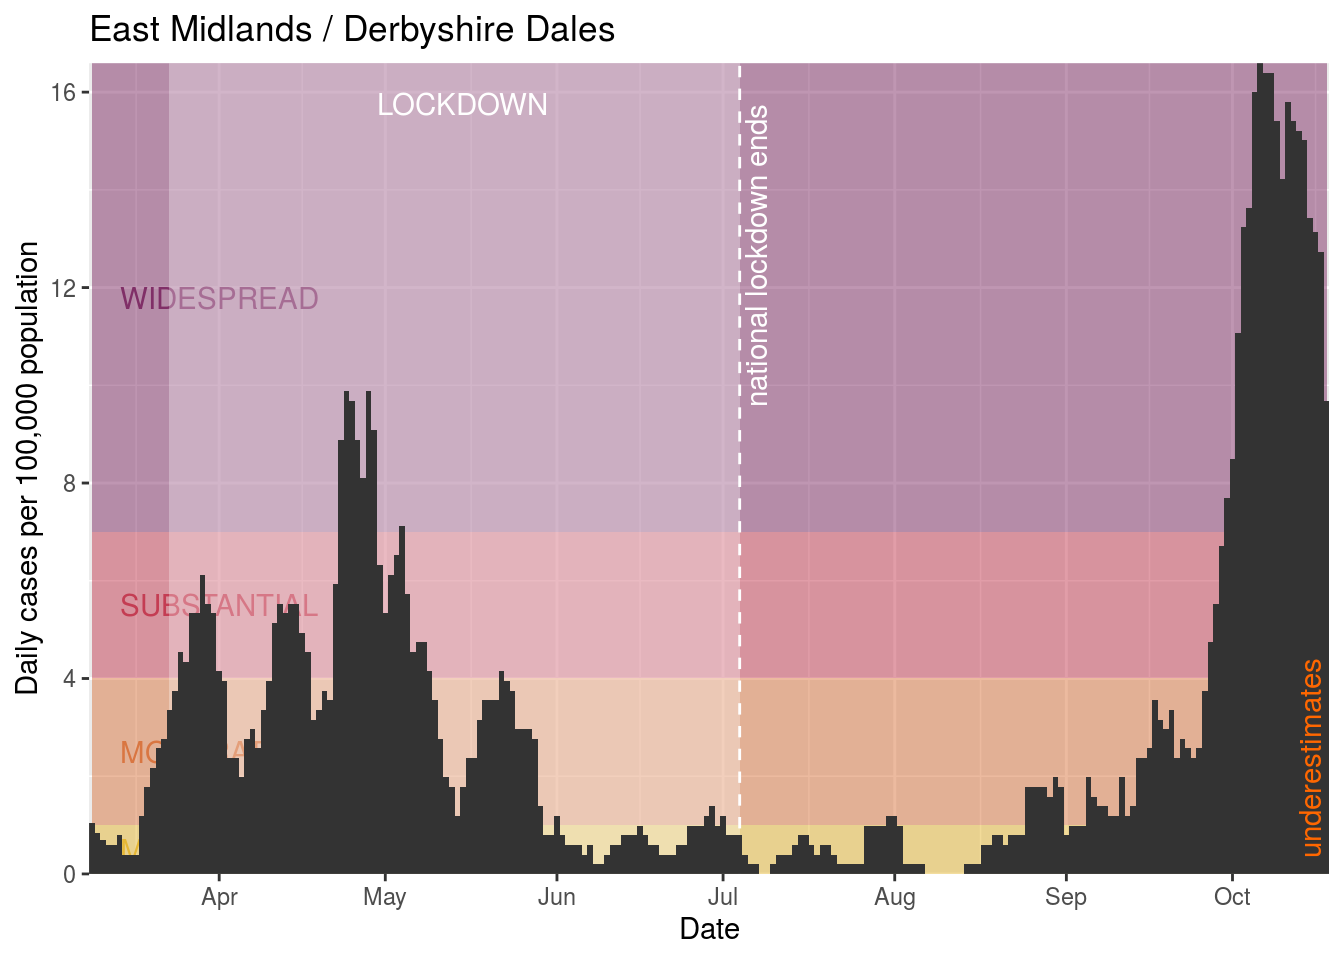 East Midlands / Derbyshire Dales
Daily cases per 100,000 population
16
12
8
4
0
LOCKDOWN
national lockdown ends
WIDESPREAD
SUBSTANTIAL
underestimates
Apr
May
Jun
Jul
Aug
Sep
Oct
Date